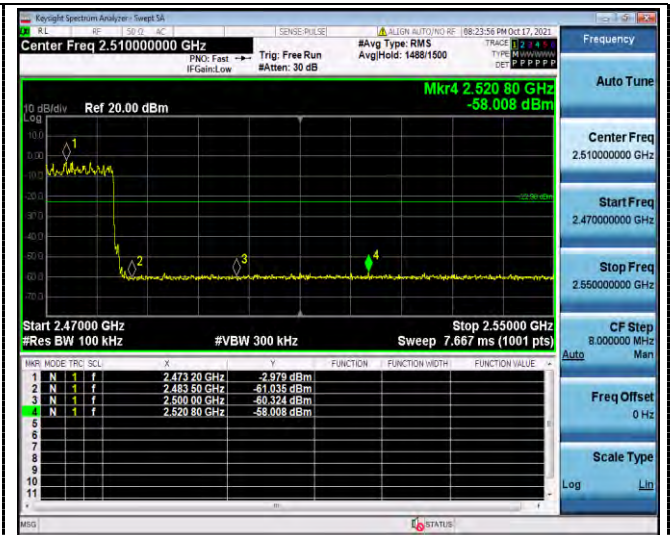 Keysight Spectrum Analyzer - Swept SA
RL RF 50 Ω AC SENSE:PULSE ALIGN AUTO/NO RF 08:23:56 PM Oct 17, 2021
Center Freq 2.510000000 GHz
PNO: Fast
IFGain:Low
Trig: Free Run
#Atten: 30 dB
#Avg Type: RMS
Avg|Hold: 1488/1500
TRACE 1 2 3 4 5 6
TYPE M WWWWW
DET P P P P P P
Mkr4 2.520 80 GHz
-58.008 dBm
10 dB/div Ref 20.00 dBm
Log
10.0
0.00
-10.0
-20.0
-30.0
-40.0
-50.0
-60.0
-70.0
1
2
3
4
Start 2.47000 GHz Stop 2.55000 GHz
#Res BW 100 kHz #VBW 300 kHz Sweep 7.667 ms (1001 pts)
MKR MODE TRC SCL X Y FUNCTION FUNCTION WIDTH FUNCTION VALUE
1 N 1 f 2.473 20 GHz -2.979 dBm
2 N 1 f 2.483 50 GHz -61.035 dBm
3 N 1 f 2.500 00 GHz -60.324 dBm
4 N 1 f 2.520 80 GHz -58.008 dBm
5
6
7
8
9
10
11
MSG STATUS
Frequency
Auto Tune
Center Freq
2.510000000 GHz
Start Freq
2.470000000 GHz
Stop Freq
2.550000000 GHz
CF Step
8.000000 MHz
Auto Man
Freq Offset
0 Hz
Scale Type
Log Lin